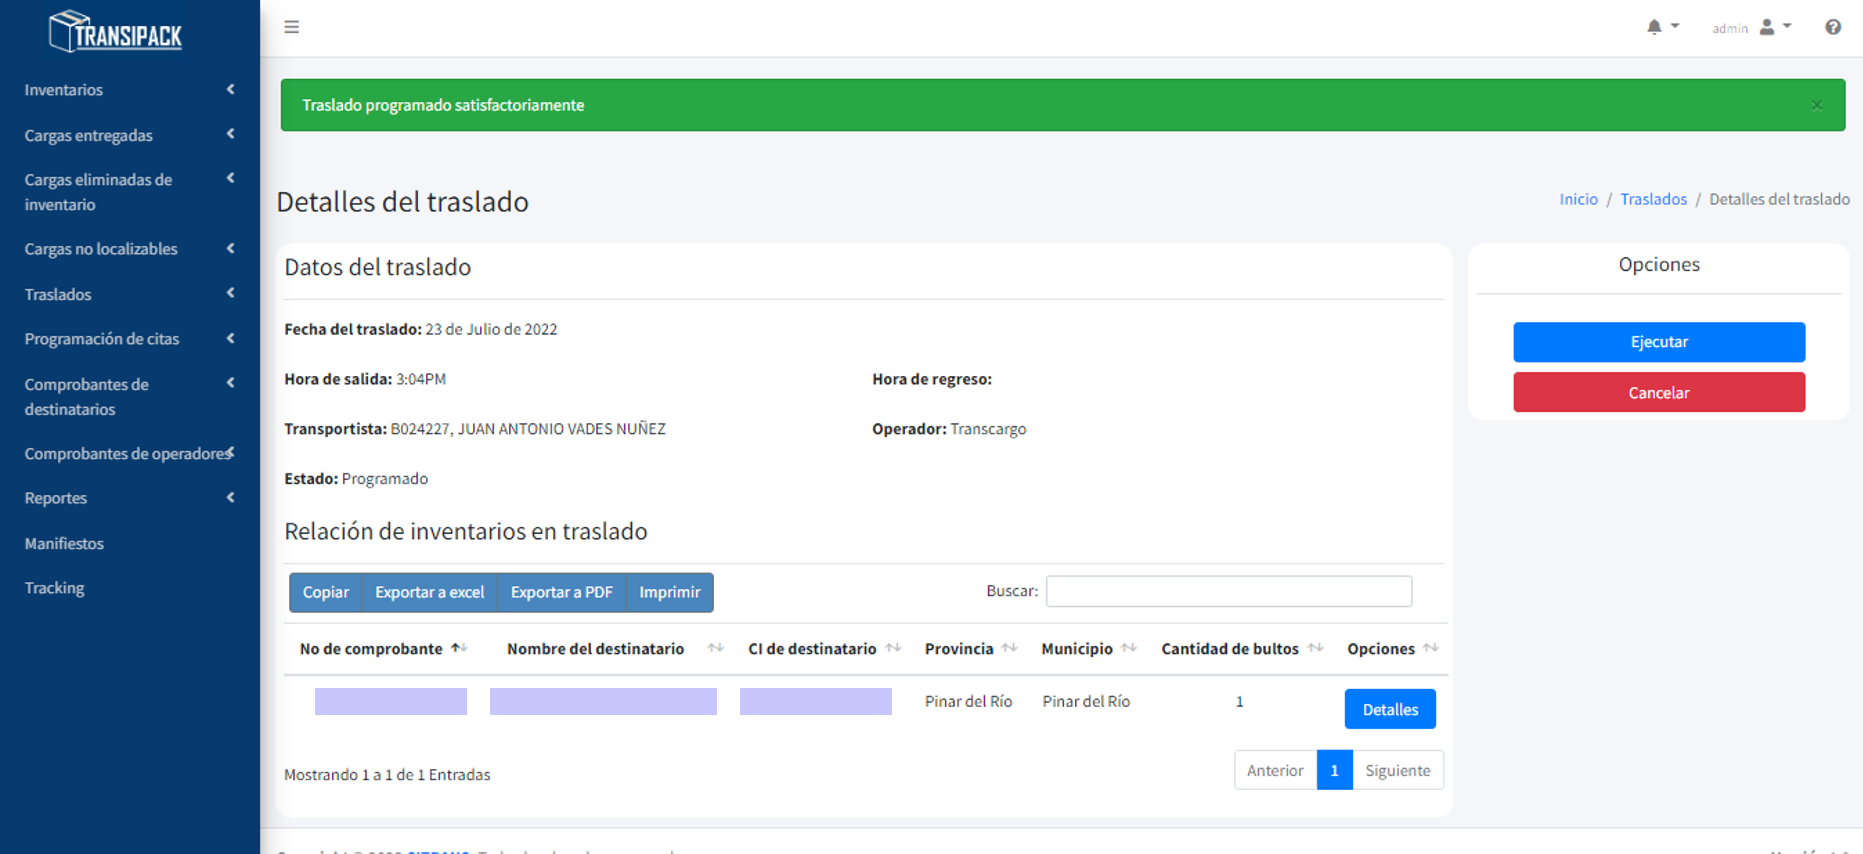 TRANSIPACK
admin
Inventarios
Cargas entregadas
Cargas eliminadas de
inventario
Cargas no localizables
Traslados
Programación de citas
Comprobantes de
destinatarios
Comprobantes de operadores
Reportes
Manifiestos
Tracking
Traslado programado satisfactoriamente ×
Detalles del traslado
Inicio / Traslados / Detalles del traslado
Datos del traslado
Fecha del traslado: 23 de Julio de 2022
Hora de salida: 3:04PM
Hora de regreso:
Transportista: B024227, JUAN ANTONIO VADES NUÑEZ
Operador: Transcargo
Estado: Programado
Opciones
Ejecutar
Cancelar
Relación de inventarios en traslado
Copiar Exportar a excel Exportar a PDF Imprimir
Buscar:
No de comprobante Nombre del destinatario CI de destinatario Provincia Municipio Cantidad de bultos Opciones
Pinar del Río Pinar del Río 1 Detalles
Mostrando 1 a 1 de 1 Entradas
Anterior 1 Siguiente